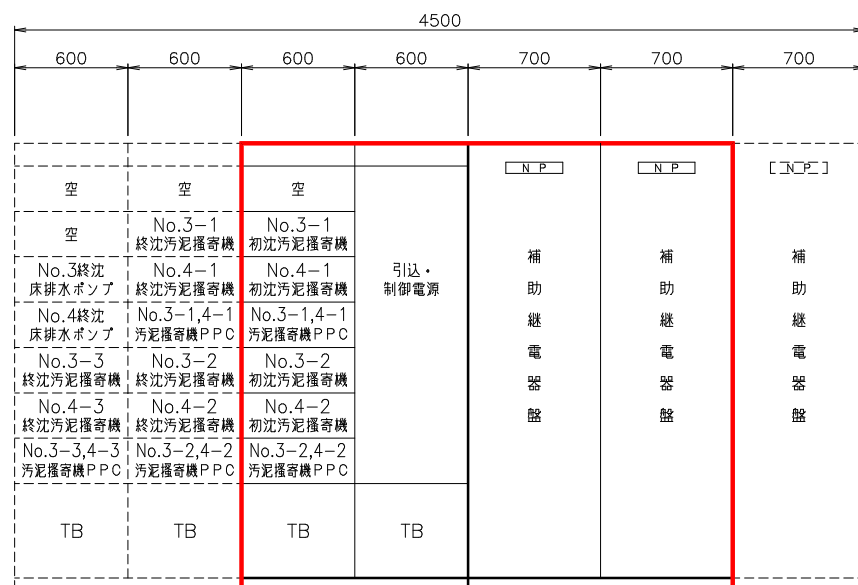 4500
600 600 600 600 700 700 700
空
空
No.3終沈
床排水ポンプ
No.4終沈
床排水ポンプ
No.3-3
終沈汚泥掻寄機
No.4-3
終沈汚泥掻寄機
No.3-3,4-3
汚泥掻寄機PPC
TB
空
No.3-1
終沈汚泥掻寄機
No.4-1
終沈汚泥掻寄機
No.3-1,4-1
汚泥掻寄機PPC
No.3-2
終沈汚泥掻寄機
No.4-2
終沈汚泥掻寄機
No.3-2,4-2
汚泥掻寄機PPC
TB
空
No.3-1
初沈汚泥掻寄機
No.4-1
初沈汚泥掻寄機
No.3-1,4-1
汚泥掻寄機PPC
No.3-2
初沈汚泥掻寄機
No.4-2
初沈汚泥掻寄機
No.3-2,4-2
汚泥掻寄機PPC
TB
引込・
制御電源
TB
NP
補助継電器盤
NP
補助継電器盤
NP
補助継電器盤